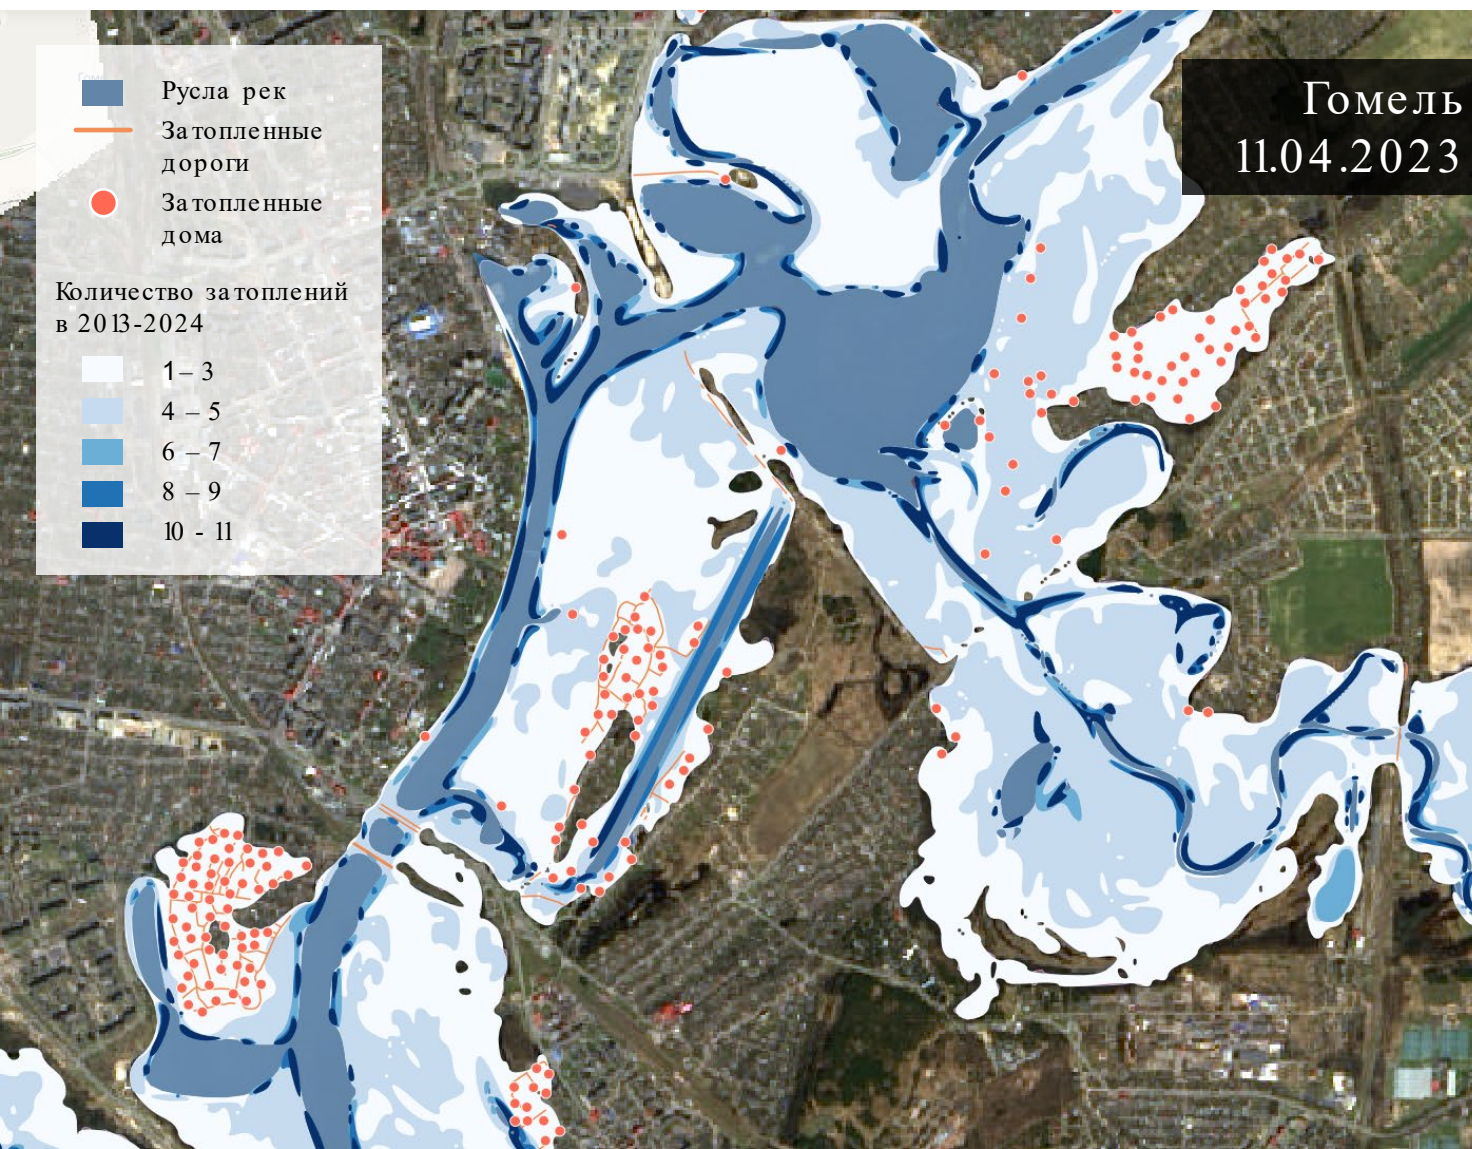 Русла рек
Затопленные
дороги
Затопленные
дома
Количество затоплений
в 2013-2024
1 – 3
4 – 5
6 – 7
8 – 9
10 - 11
Гомель
11.04.2023